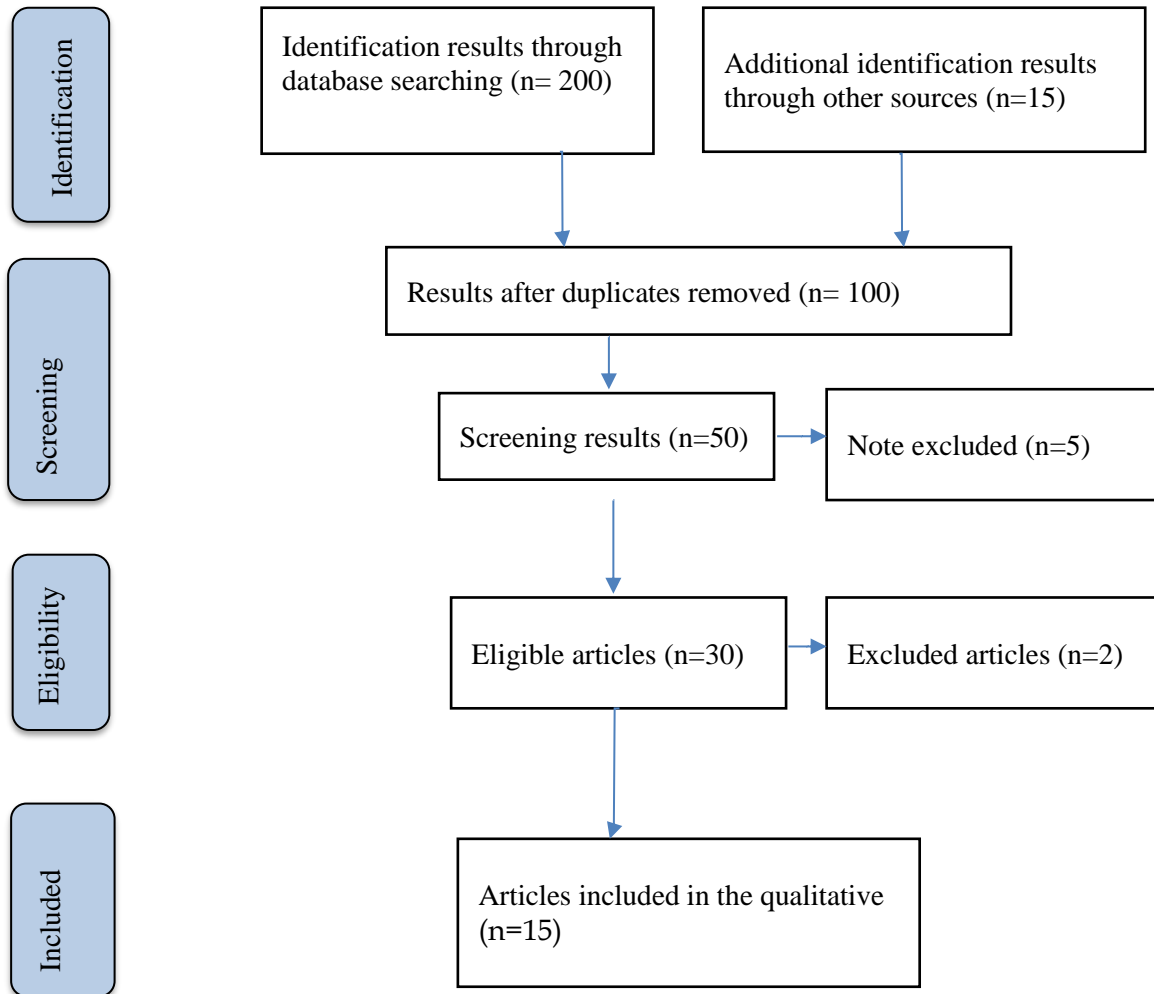 Identification
Identification results through
database searching (n= 200)
Additional identification results
through other sources (n=15)
Screening
Results after duplicates removed (n= 100)
Screening results (n=50)
Note excluded (n=5)
Eligibility
Eligible articles (n=30)
Excluded articles (n=2)
Included
Articles included in the qualitative
(n=15)